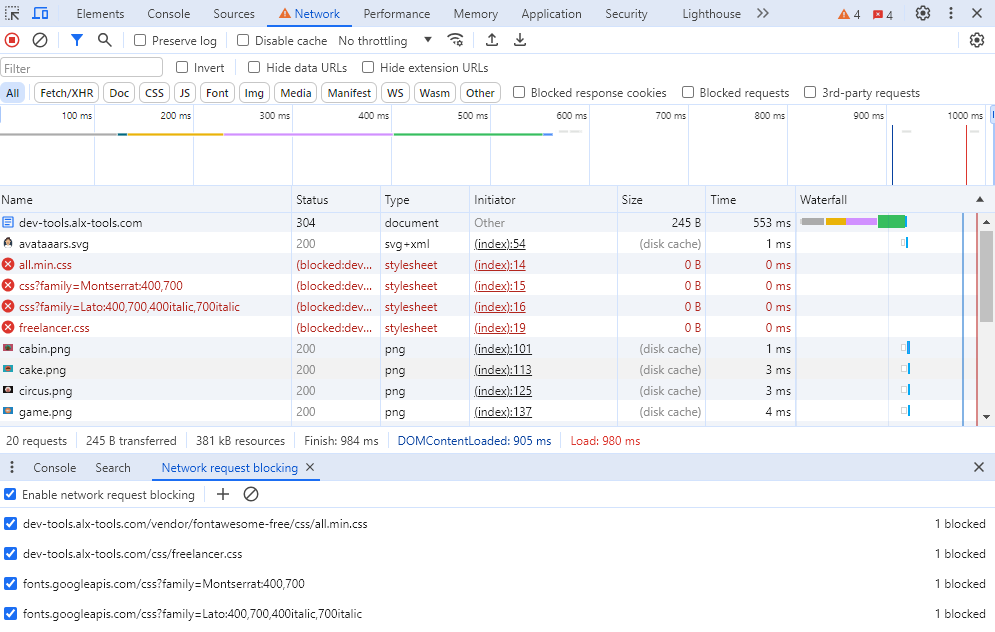 Elements Console Sources Network Performance Memory Application Security Lighthouse 4 4
Preserve log Disable cache No throttling
Filter Invert Hide data URLs Hide extension URLs
All Fetch/XHR Doc CSS JS Font Img Media Manifest WS Wasm Other Blocked response cookies Blocked requests 3rd-party requests
100 ms 200 ms 300 ms 400 ms 500 ms 600 ms 700 ms 800 ms 900 ms 1000 ms
Name Status Type Initiator Size Time Waterfall
dev-tools.alx-tools.com 304 document Other 245 B 553 ms
avataaars.svg 200 svg+xml (index):54 (disk cache) 1 ms
all.min.css (blocked:dev... stylesheet (index):14 0 B 0 ms
css?family=Montserrat:400,700 (blocked:dev... stylesheet (index):15 0 B 0 ms
css?family=Lato:400,700,400italic,700italic (blocked:dev... stylesheet (index):16 0 B 0 ms
freelancer.css (blocked:dev... stylesheet (index):19 0 B 0 ms
cabin.png 200 png (index):101 (disk cache) 1 ms
cake.png 200 png (index):113 (disk cache) 3 ms
circus.png 200 png (index):125 (disk cache) 3 ms
game.png 200 png (index):137 (disk cache) 4 ms
20 requests 245 B transferred 381 kB resources Finish: 984 ms DOMContentLoaded: 905 ms Load: 980 ms
Console Search Network request blocking
Enable network request blocking
dev-tools.alx-tools.com/vendor/fontawesome-free/css/all.min.css 1 blocked
dev-tools.alx-tools.com/css/freelancer.css 1 blocked
fonts.googleapis.com/css?family=Montserrat:400,700 1 blocked
fonts.googleapis.com/css?family=Lato:400,700,400italic,700italic 1 blocked